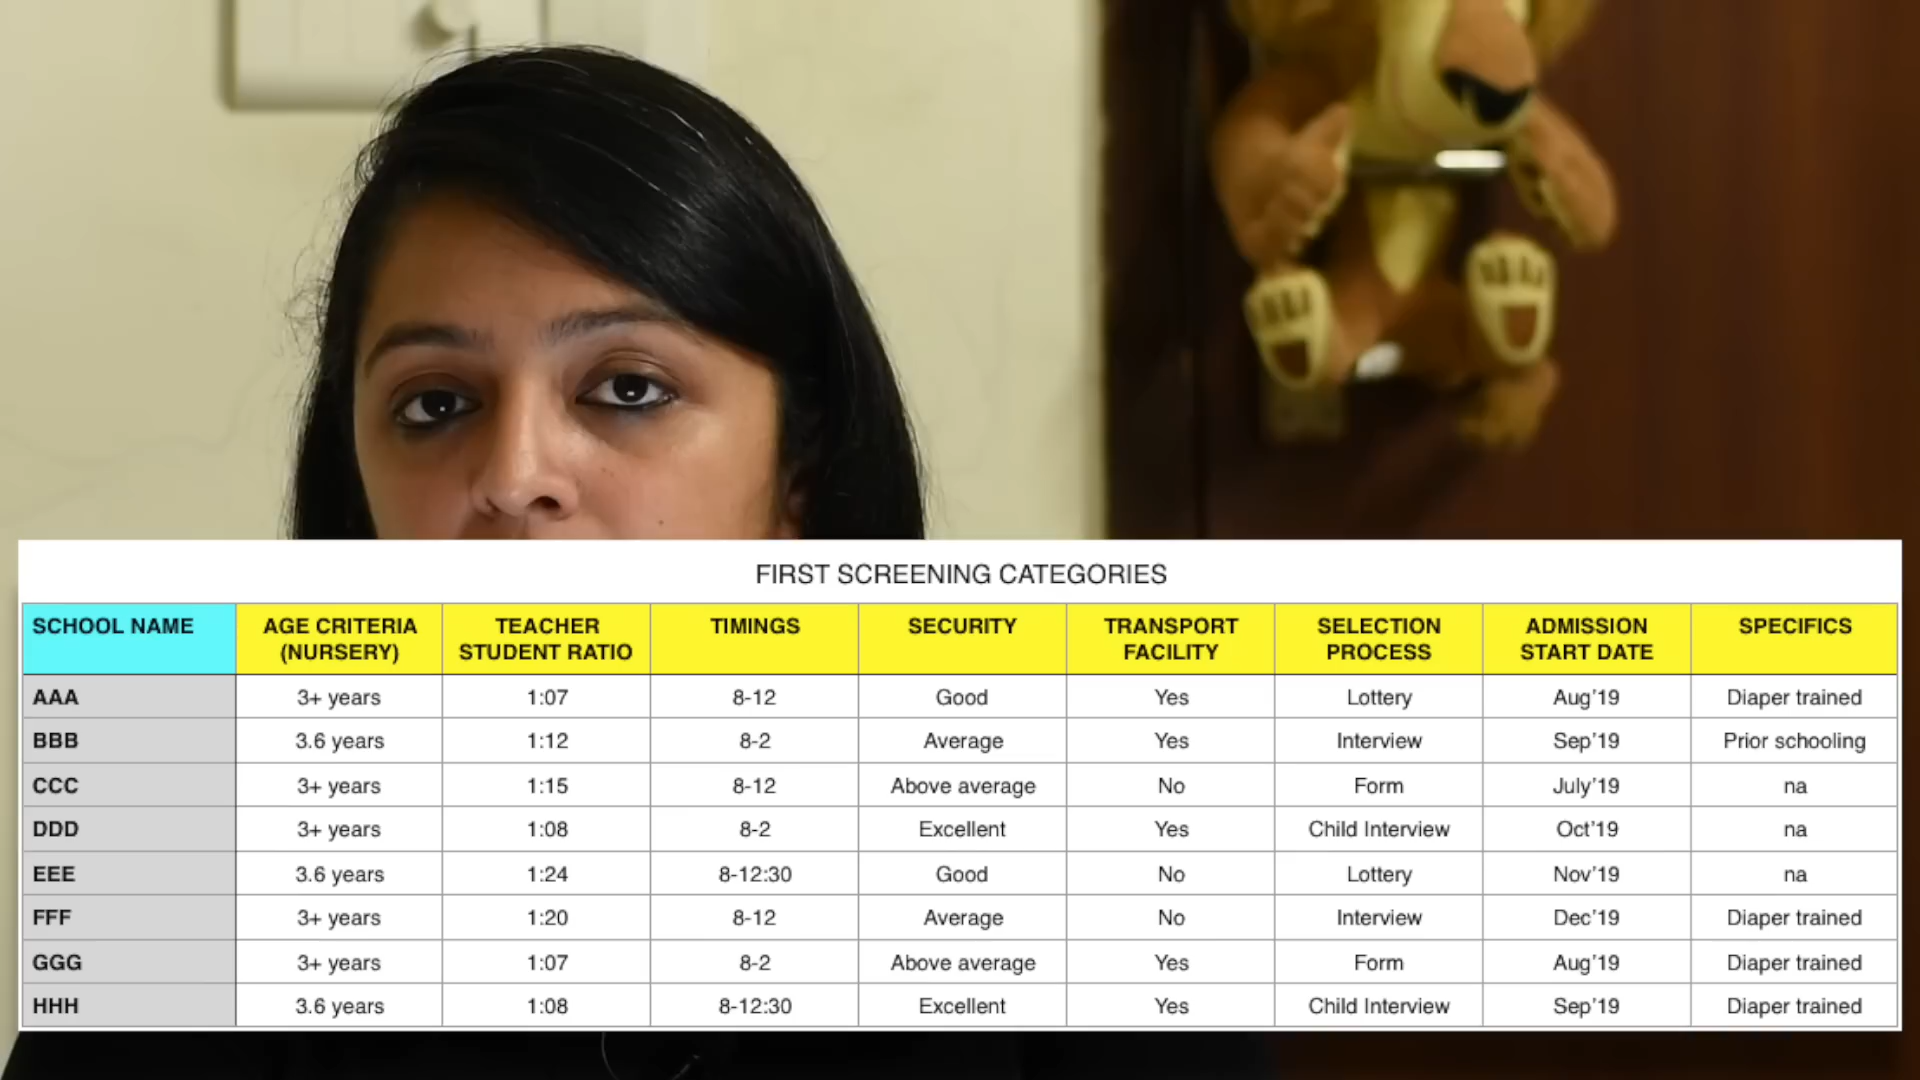 FIRST SCREENING CATEGORIES
SCHOOL NAME AGE CRITERIA (NURSERY) TEACHER STUDENT RATIO TIMINGS SECURITY TRANSPORT FACILITY SELECTION PROCESS ADMISSION START DATE SPECIFICS
AAA 3+ years 1:07 8-12 Good Yes Lottery Aug'19 Diaper trained
BBB 3.6 years 1:12 8-2 Average Yes Interview Sep'19 Prior schooling
CCC 3+ years 1:15 8-12 Above average No Form July'19 na
DDD 3+ years 1:08 8-2 Excellent Yes Child Interview Oct'19 na
EEE 3.6 years 1:24 8-12:30 Good No Lottery Nov'19 na
FFF 3+ years 1:20 8-12 Average No Interview Dec'19 Diaper trained
GGG 3+ years 1:07 8-2 Above average Yes Form Aug'19 Diaper trained
HHH 3.6 years 1:08 8-12:30 Excellent Yes Child Interview Sep'19 Diaper trained